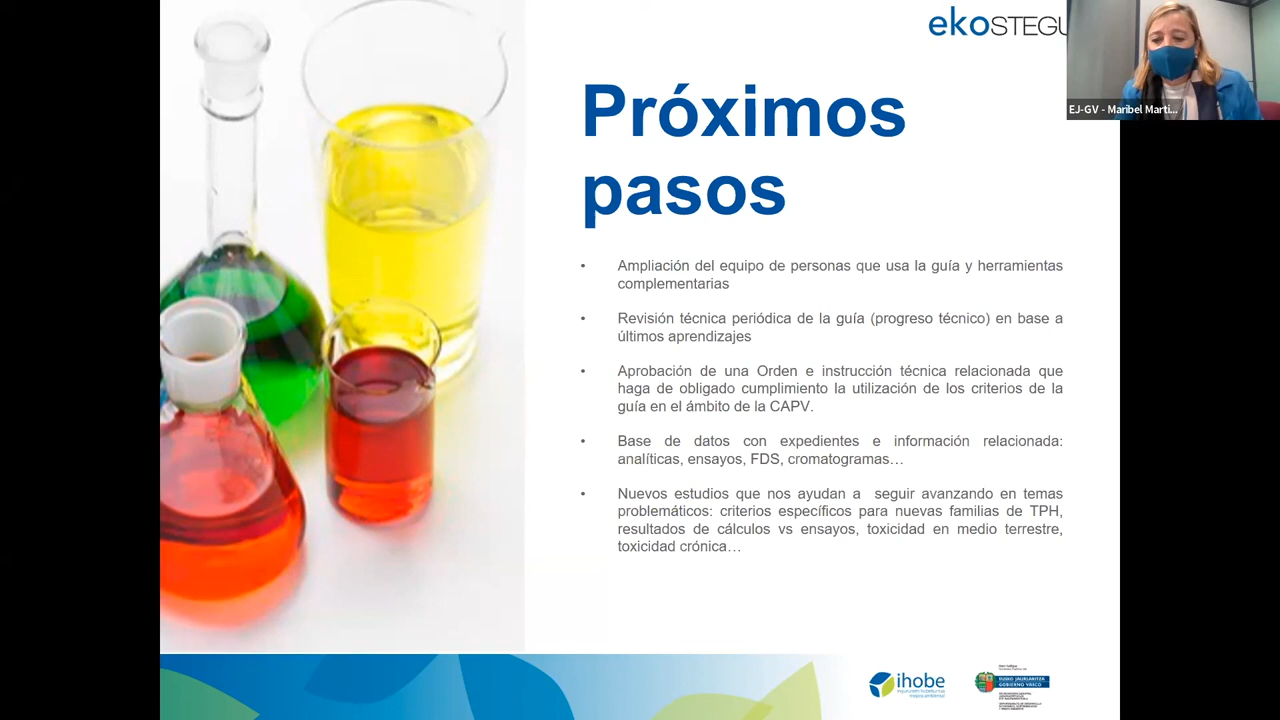 ekoSTEGU
EJ-GV - Maribel Marti...
Próximos
pasos
• Ampliación del equipo de personas que usa la guía y herramientas
complementarias
• Revisión técnica periódica de la guía (progreso técnico) en base a
últimos aprendizajes
• Aprobación de una Orden e instrucción técnica relacionada que
haga de obligado cumplimiento la utilización de los criterios de la
guía en el ámbito de la CAPV.
• Base de datos con expedientes e información relacionada:
analíticas, ensayos, FDS, cromatogramas…
• Nuevos estudios que nos ayudan a seguir avanzando en temas
problemáticos: criterios específicos para nuevas familias de TPH,
resultados de cálculos vs ensayos, toxicidad en medio terrestre,
toxicidad crónica…
ihobe
EUSKO JAURLARITZA
GOBIERNO VASCO